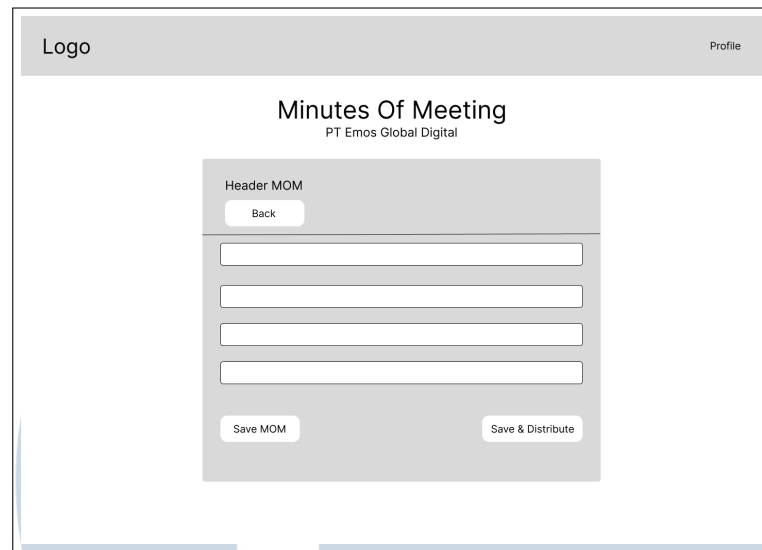 Logo
Profile
Minutes Of Meeting
PT Emos Global Digital
Header MOM
Back
Save MOM
Save & Distribute